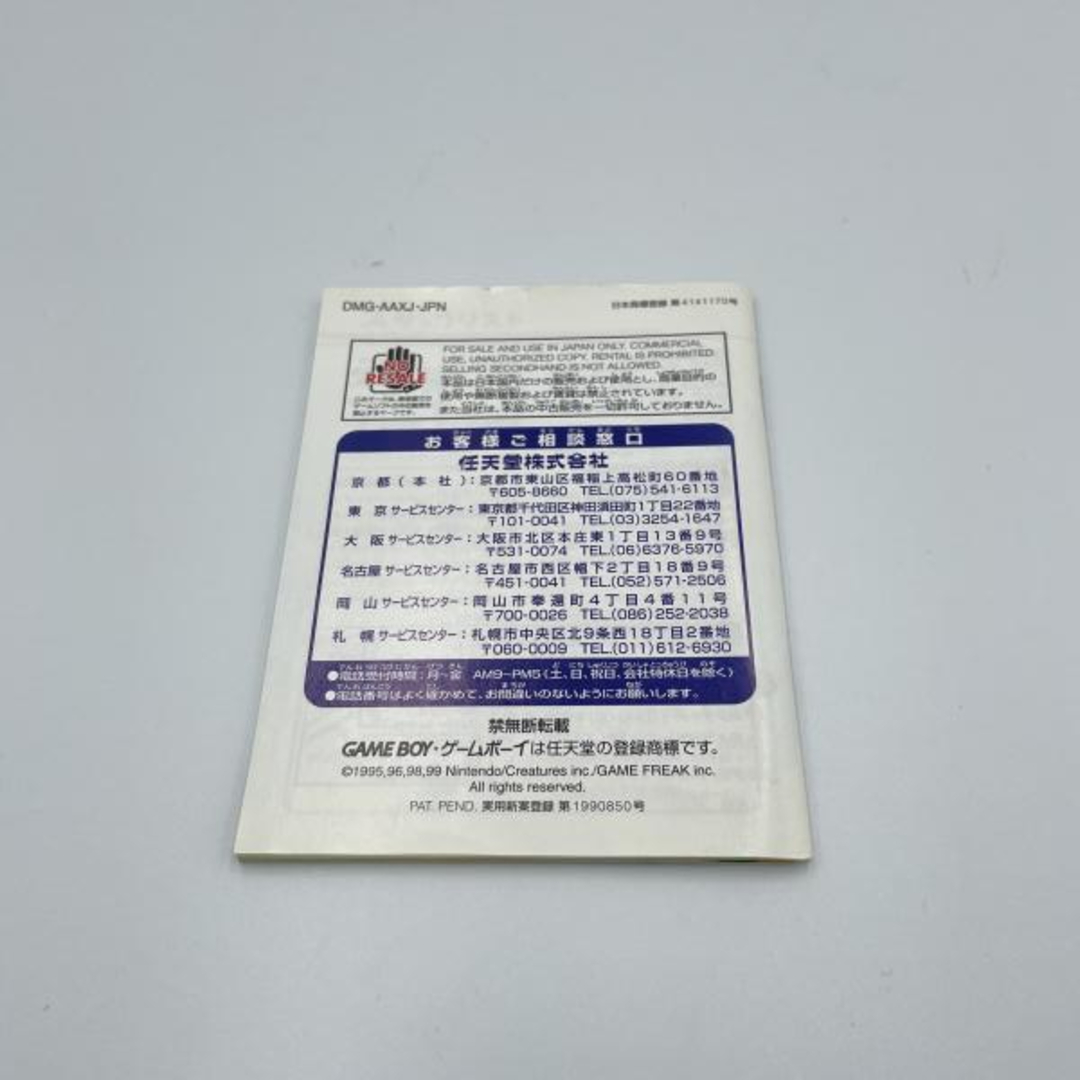 DMG-AAXJ-JPN
日本商標登録 第4141170号
NO
RESALE
FOR SALE AND USE IN JAPAN ONLY. COMMERCIAL
USE, UNAUTHORIZED COPY, RENTAL IS PROHIBITED.
SELLING SECONDHAND IS NOT ALLOWED.
本品は日本国内だけの販売および使用とし、商業目的の
使用や無断複製および賃貸は禁止されています。
また当社は、本品の中古販売を一切許可しておりません。
お客様ご相談窓口
任天堂株式会社
京都(本社):京都市東山区福稲上高松町60番地
〒605-8660 TEL.(075)541-6113
東京サービスセンター:東京都千代田区神田須田町1丁目22番地
〒101-0041 TEL.(03)3254-1647
大阪サービスセンター:大阪市北区本庄東1丁目13番9号
〒531-0074 TEL.(06)6376-5970
名古屋サービスセンター:名古屋市西区幅下2丁目18番9号
〒451-0041 TEL.(052)571-2506
岡山サービスセンター:岡山市奉還町4丁目4番11号
〒700-0026 TEL.(086)252-2038
札幌サービスセンター:札幌市中央区北9条西18丁目2番地
〒060-0009 TEL.(011)612-6930
●電話受付時間:月~金 AM9-PM5(土、日、祝日、会社特休日を除く)
●電話番号はよく確かめて、お間違いのないようにお願いします。
禁無断転載
GAME BOY・ゲームボーイは任天堂の登録商標です。
©1995,96,98,99 Nintendo/Creatures inc./GAME FREAK inc.
All rights reserved.
PAT. PEND. 実用新案登録 第1990850号